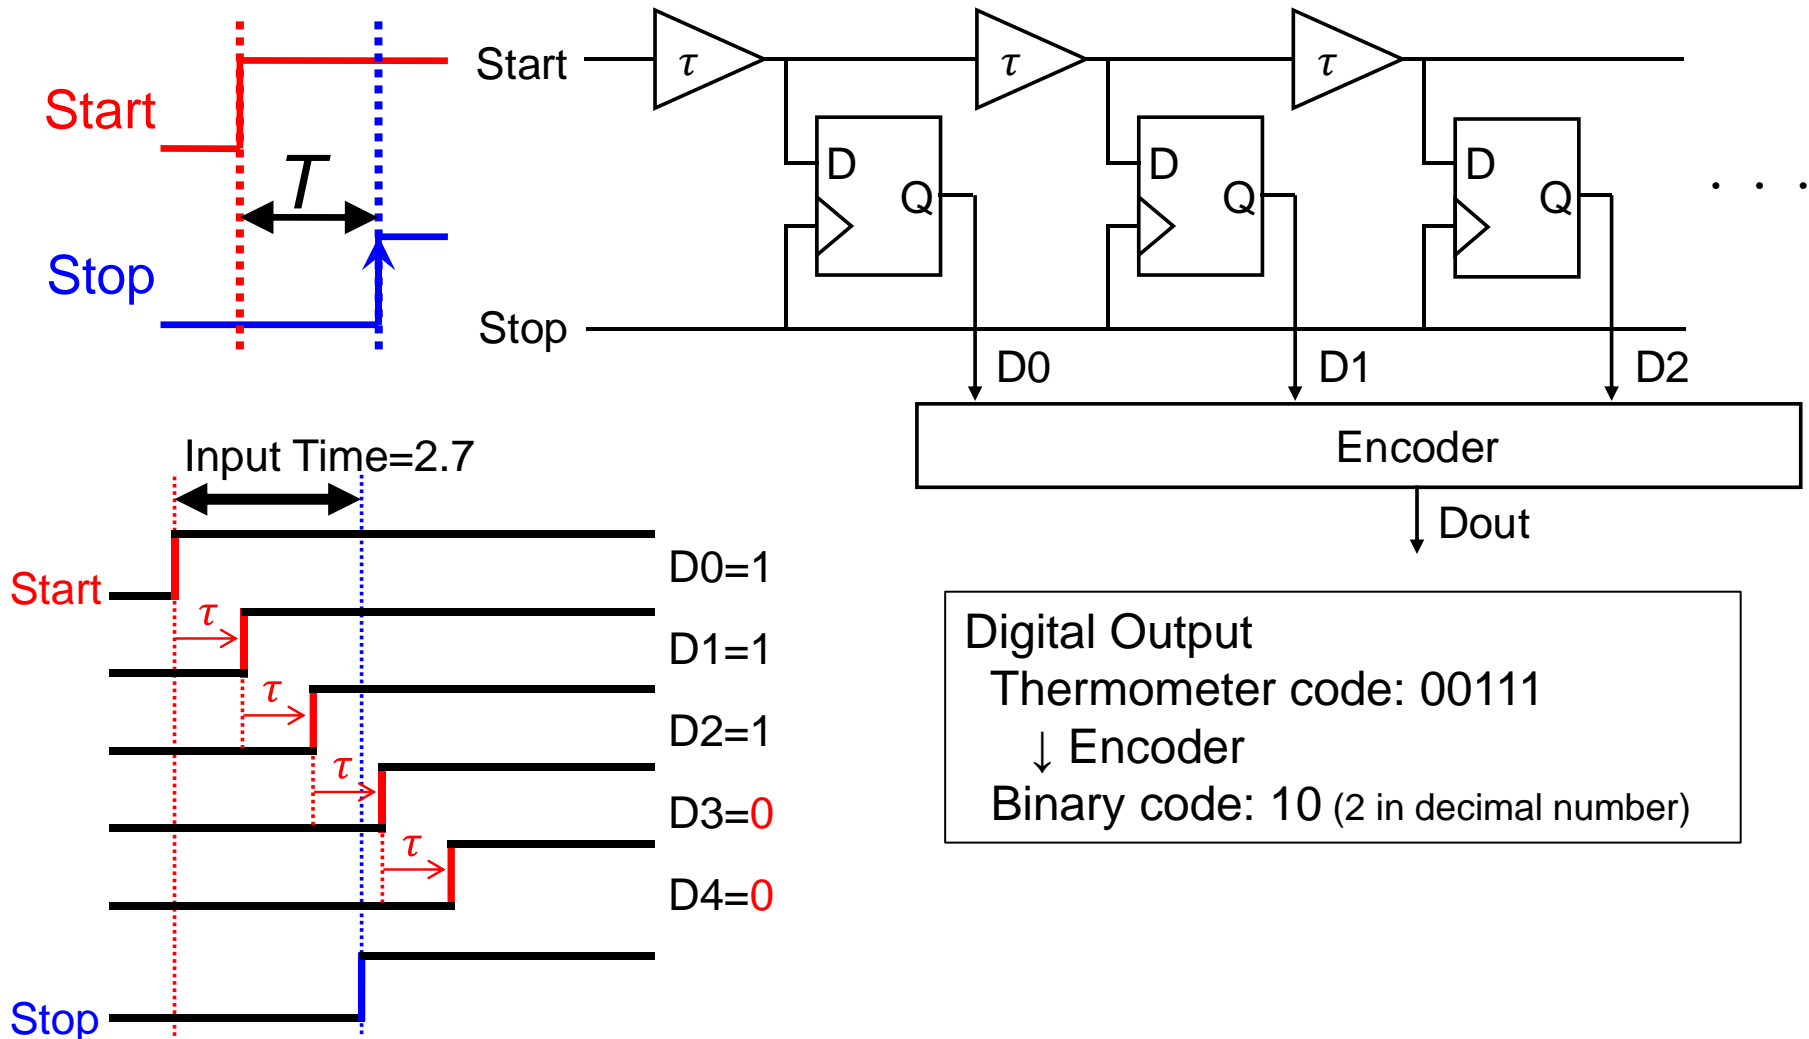 Start
T
Stop
Start
τ
τ
τ
D
Q
D
Q
D
Q
. . .
Stop
D0
D1
D2
Encoder
Dout
Input Time=2.7
Start
τ
τ
τ
τ
D0=1
D1=1
D2=1
D3=0
D4=0
Stop
Digital Output
Thermometer code: 00111
↓ Encoder
Binary code: 10 (2 in decimal number)